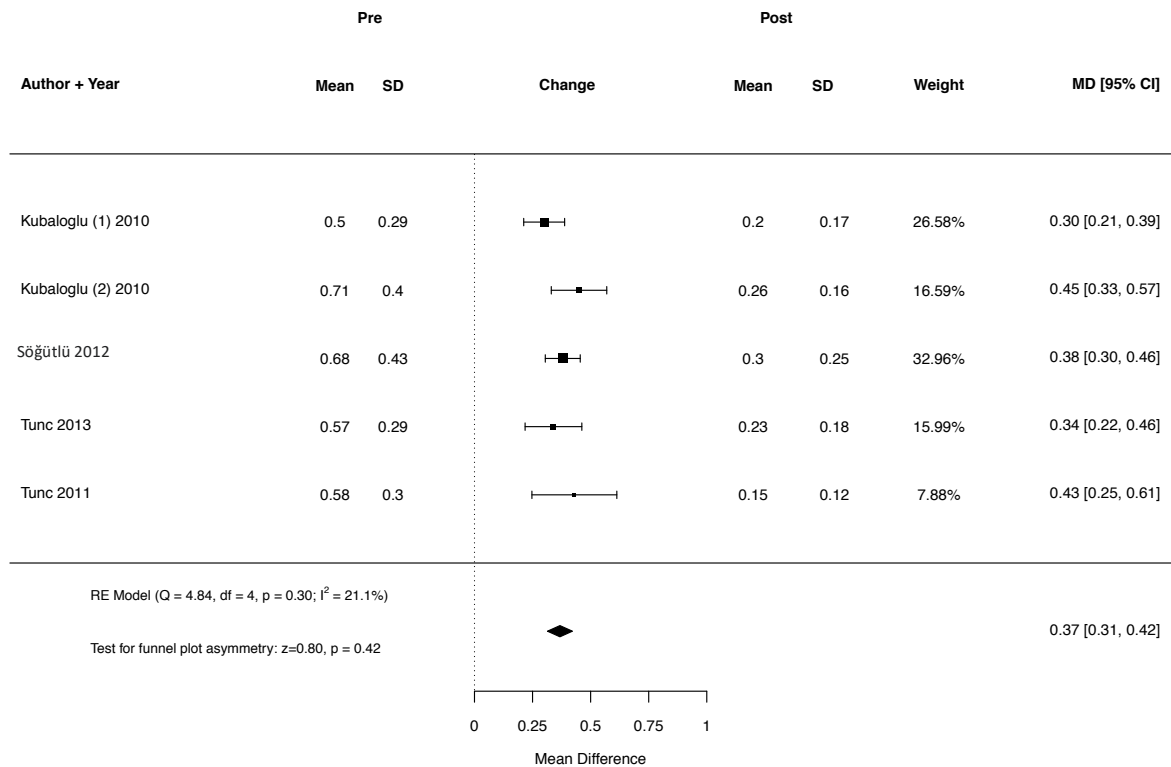 Pre Post
Author + Year Mean SD Change Mean SD Weight MD [95% CI]
Kubaloglu (1) 2010 0.5 0.29 0.2 0.17 26.58% 0.30 [0.21, 0.39]
Kubaloglu (2) 2010 0.71 0.4 0.26 0.16 16.59% 0.45 [0.33, 0.57]
Söğütlü 2012 0.68 0.43 0.3 0.25 32.96% 0.38 [0.30, 0.46]
Tunc 2013 0.57 0.29 0.23 0.18 15.99% 0.34 [0.22, 0.46]
Tunc 2011 0.58 0.3 0.15 0.12 7.88% 0.43 [0.25, 0.61]
RE Model (Q = 4.84, df = 4, p = 0.30; I² = 21.1%)
0.37 [0.31, 0.42]
Test for funnel plot asymmetry: z=0.80, p = 0.42
0 0.25 0.5 0.75 1
Mean Difference